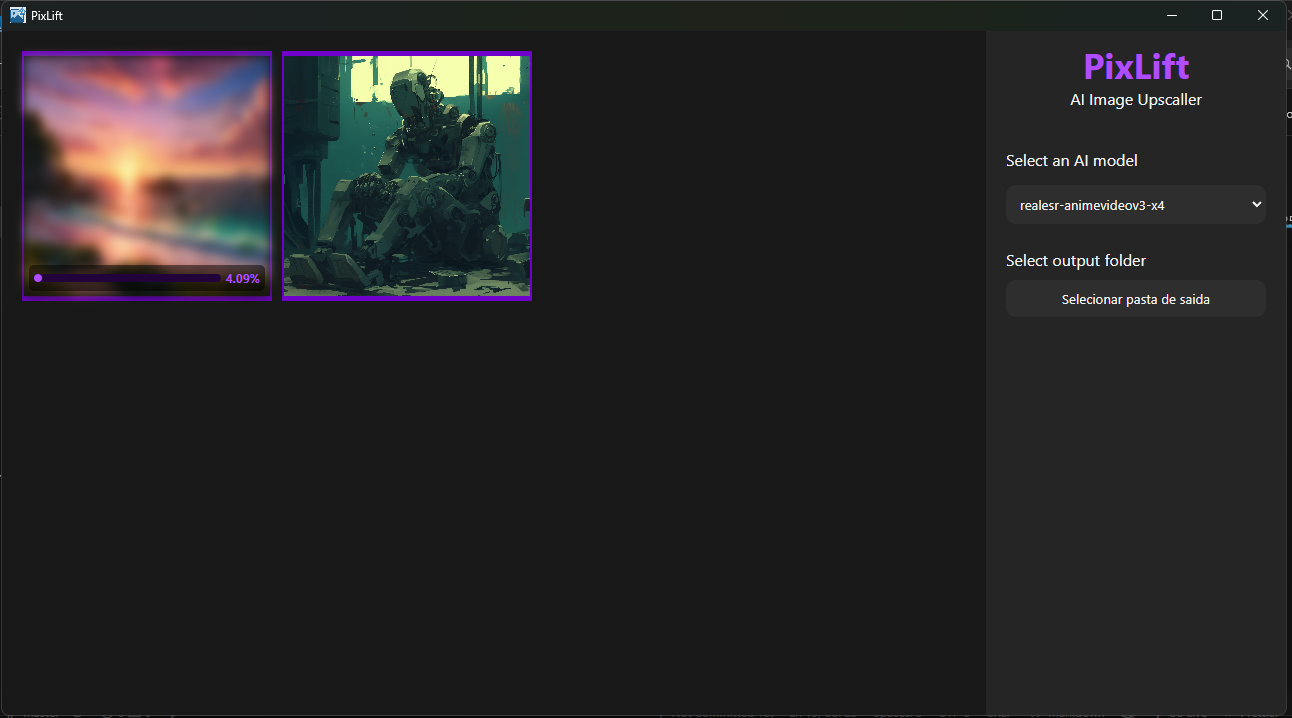 PixLift
4.09%
PixLift
AI Image Upscaller
Select an AI model
realesr-animevideov3-x4
Select output folder
Selecionar pasta de saida